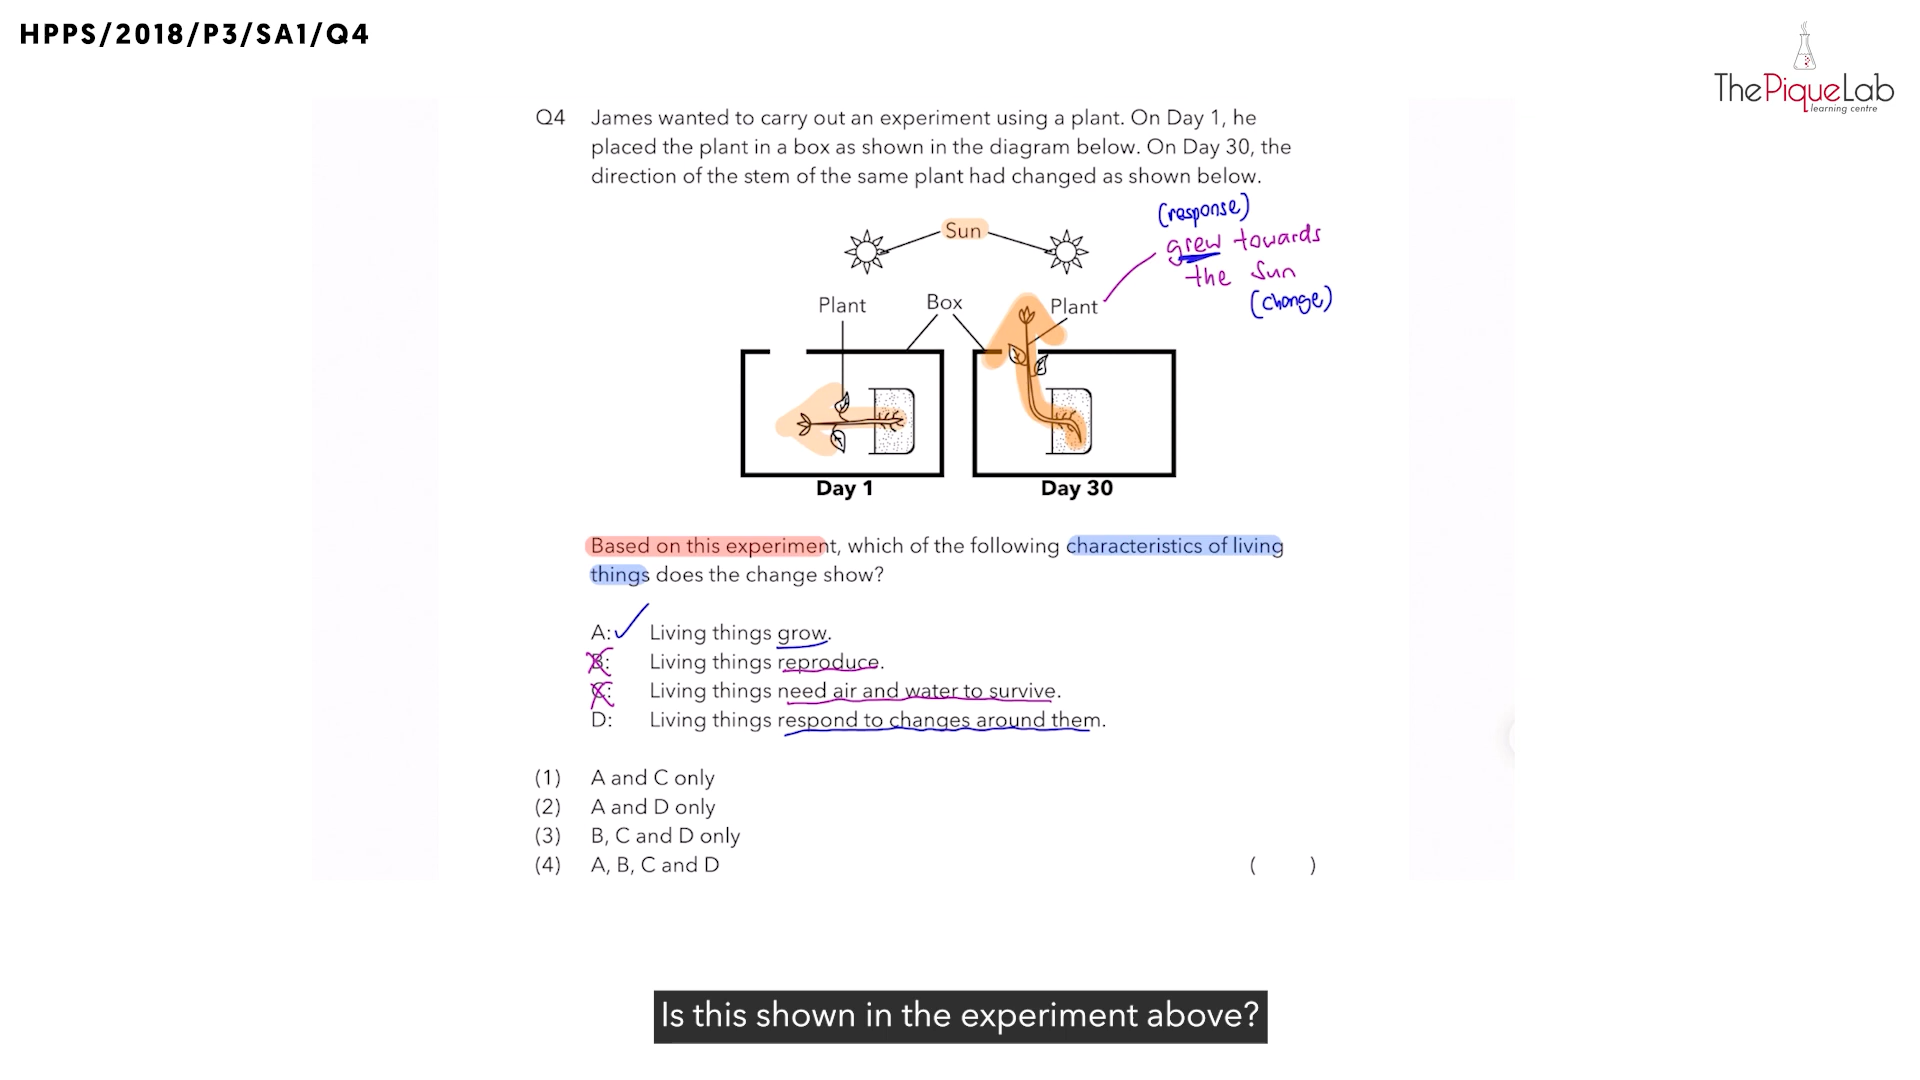 HPPS/2018/P3/SA1/Q4
ThePiqueLab
learning centre
Q4 James wanted to carry out an experiment using a plant. On Day 1, he
placed the plant in a box as shown in the diagram below. On Day 30, the
direction of the stem of the same plant had changed as shown below.
(response)
Sun
grew towards
the Sun
(change)
Plant
Box
Plant
Day 1
Day 30
Based on this experiment, which of the following characteristics of living
things does the change show?
A: Living things grow.
B: Living things reproduce.
C: Living things need air and water to survive.
D: Living things respond to changes around them.
(1) A and C only
(2) A and D only
(3) B, C and D only
(4) A, B, C and D ( )
Is this shown in the experiment above?